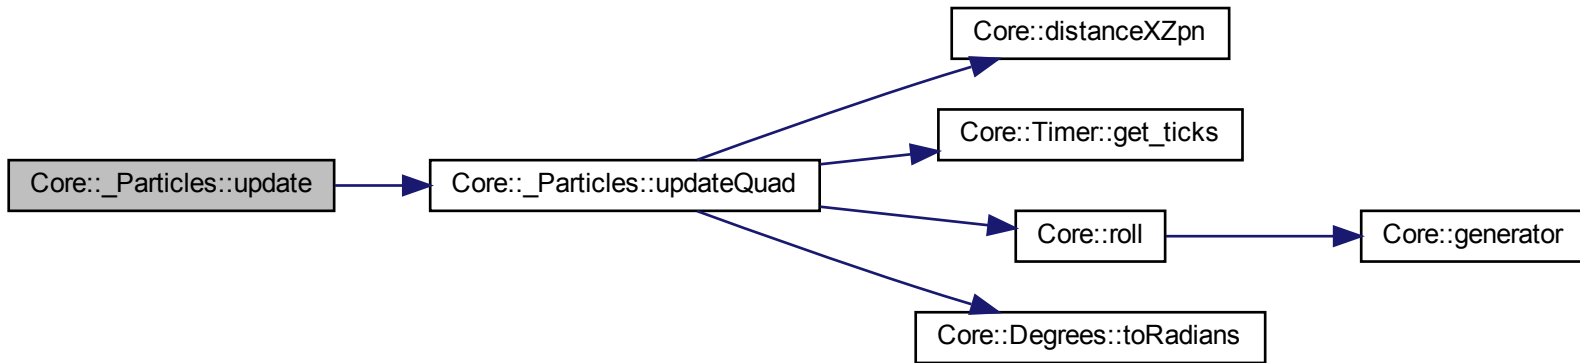 Core::distanceXZpn
Core::Timer::get_ticks
Core::_Particles::update
Core::_Particles::updateQuad
Core::roll
Core::generator
Core::Degrees::toRadians